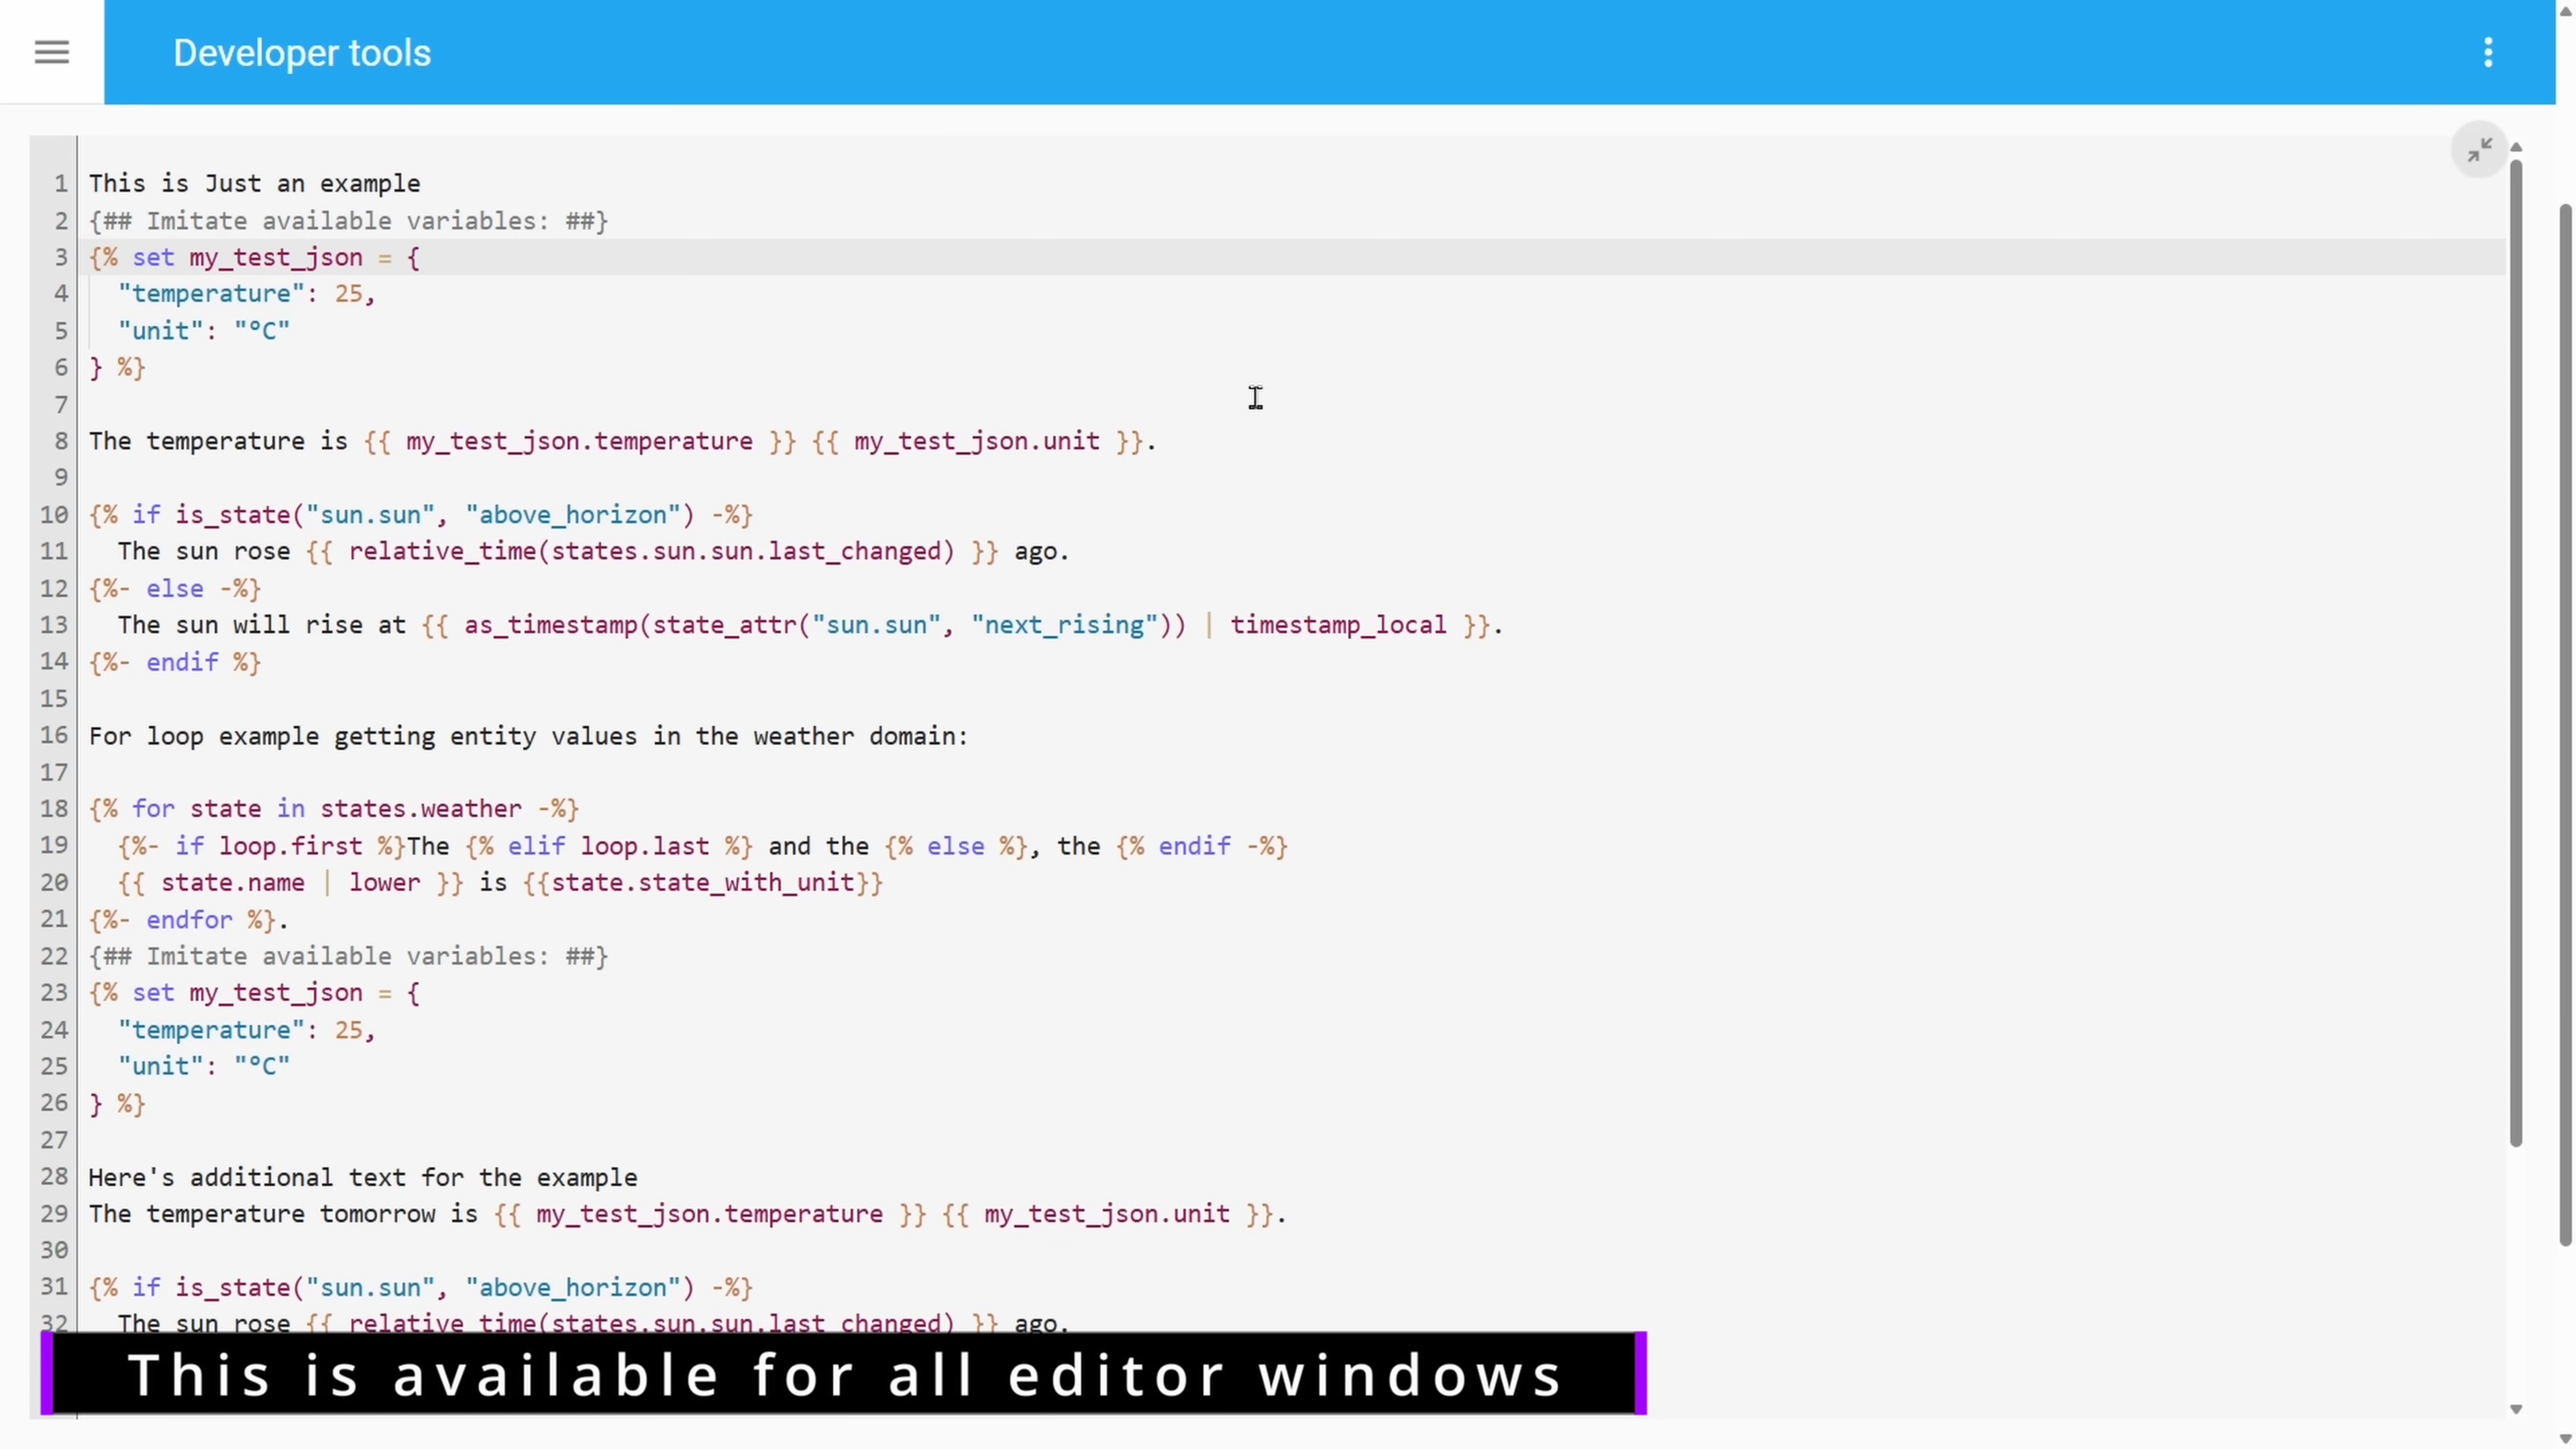 Developer tools
1 This is Just an example
2 {## Imitate available variables: ##}
3 {% set my_test_json = {
4 "temperature": 25,
5 "unit": "°C"
6 } %}
7
8 The temperature is {{ my_test_json.temperature }} {{ my_test_json.unit }}.
9
10 {% if is_state("sun.sun", "above_horizon") -%}
11 The sun rose {{ relative_time(states.sun.sun.last_changed) }} ago.
12 {%- else -%}
13 The sun will rise at {{ as_timestamp(state_attr("sun.sun", "next_rising")) | timestamp_local }}.
14 {%- endif %}
15
16 For loop example getting entity values in the weather domain:
17
18 {% for state in states.weather -%}
19 {%- if loop.first %}The {% elif loop.last %} and the {% else %}, the {% endif -%}
20 {{ state.name | lower }} is {{state.state_with_unit}}
21 {%- endfor %}.
22 {## Imitate available variables: ##}
23 {% set my_test_json = {
24 "temperature": 25,
25 "unit": "°C"
26 } %}
27
28 Here's additional text for the example
29 The temperature tomorrow is {{ my_test_json.temperature }} {{ my_test_json.unit }}.
30
31 {% if is_state("sun.sun", "above_horizon") -%}
32 The sun rose {{ relative_time(states.sun.sun.last_changed) }} ago.
This is available for all editor windows